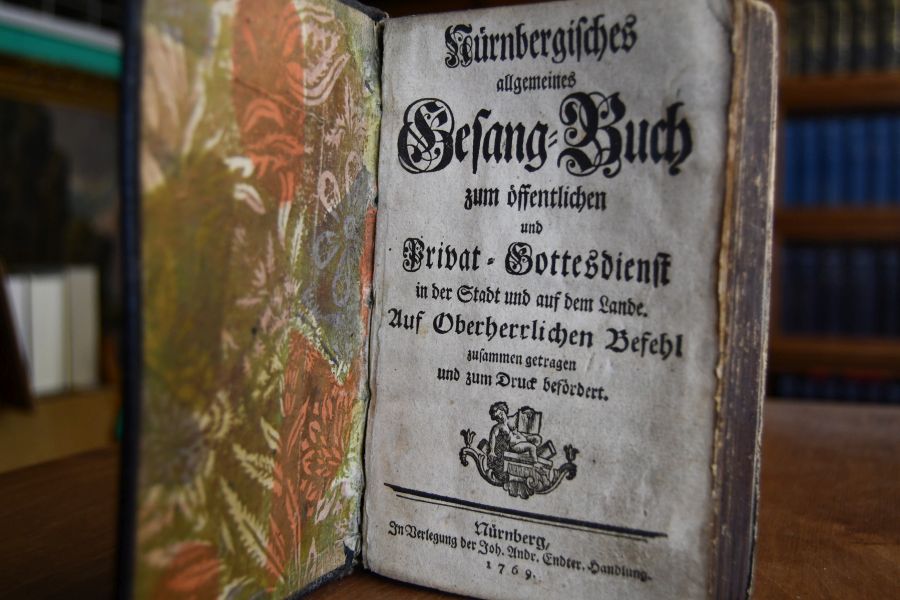 Nürnbergisches
allgemeines
Gesang-Buch
zum öffentlichen
und
Privat-Gottesdienst
in der Stadt und auf dem Lande.
Auf Oberherrlichen Befehl
zusammen getragen
und zum Druck befördert.
Nürnberg,
In Verlegung der Joh. Andr. Endter. Handlung.
1769.